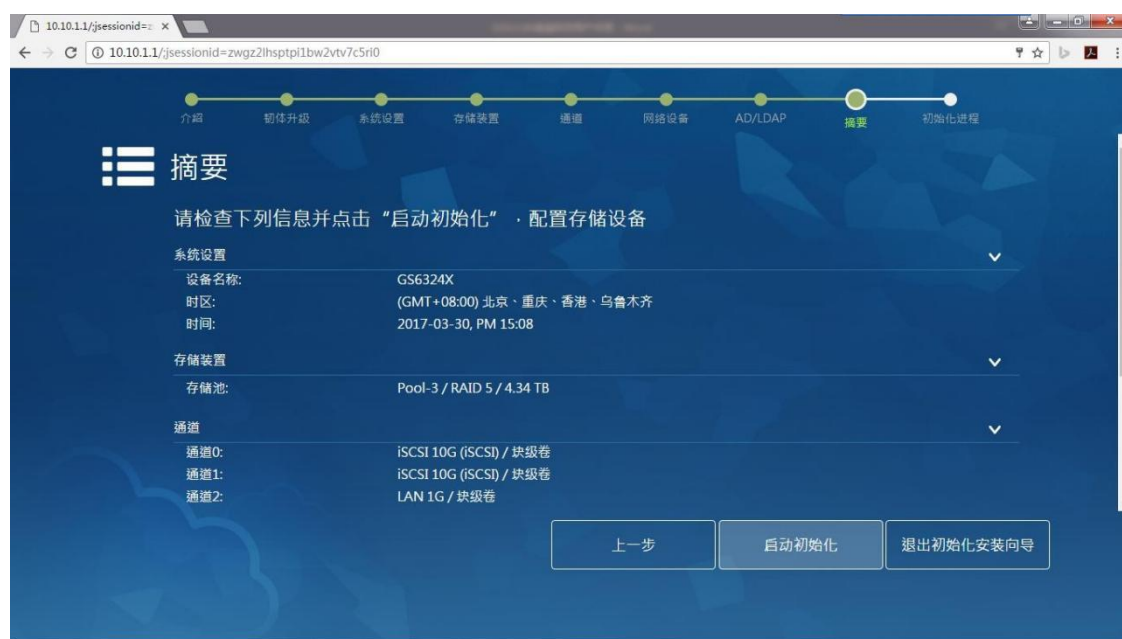 10.10.1.1/;jsessionid=z
10.10.1.1/;jsessionid=zwgz2lhsptpi1bw2vtv7c5ri0
介紹 韧体升級 系统设置 存储装置 通道 网络设备 AD/LDAP 摘要 初始化进程
摘要
请检查下列信息并点击“启动初始化”，配置存储设备
系统设置
设备名称: GS6324X
时区: (GMT+08:00) 北京、重庆、香港、乌鲁木齐
时间: 2017-03-30, PM 15:08
存储装置
存储池: Pool-3 / RAID 5 / 4.34 TB
通道
通道0: iSCSI 10G (iSCSI) / 块级卷
通道1: iSCSI 10G (iSCSI) / 块级卷
通道2: LAN 1G / 块级卷
上一步 启动初始化 退出初始化安装向导